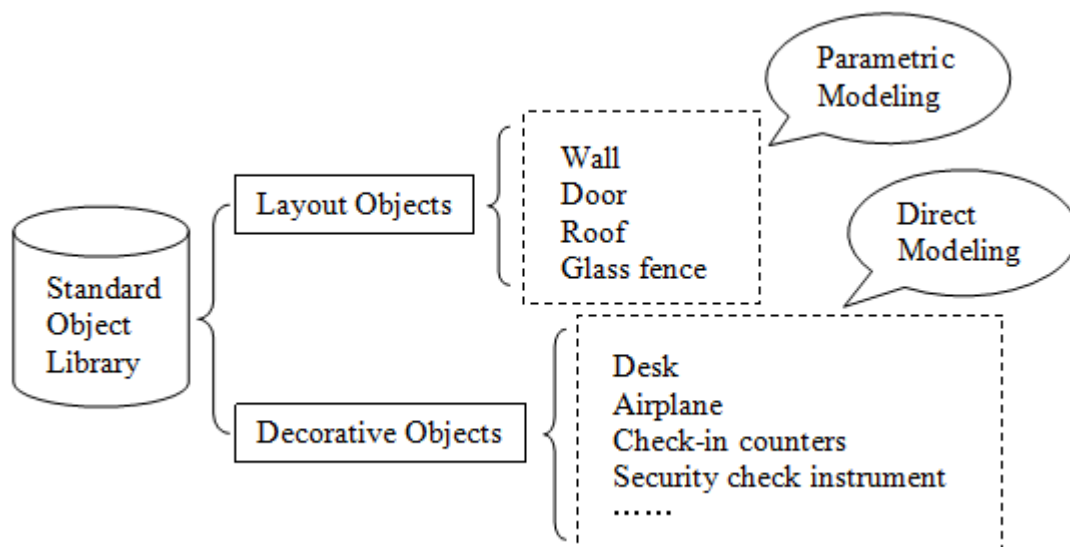 Parametric
Modeling
Wall
Door
Roof
Glass fence
Layout Objects
Direct
Modeling
Standard
Object
Library
Desk
Airplane
Check-in counters
Security check instrument
……
Decorative Objects